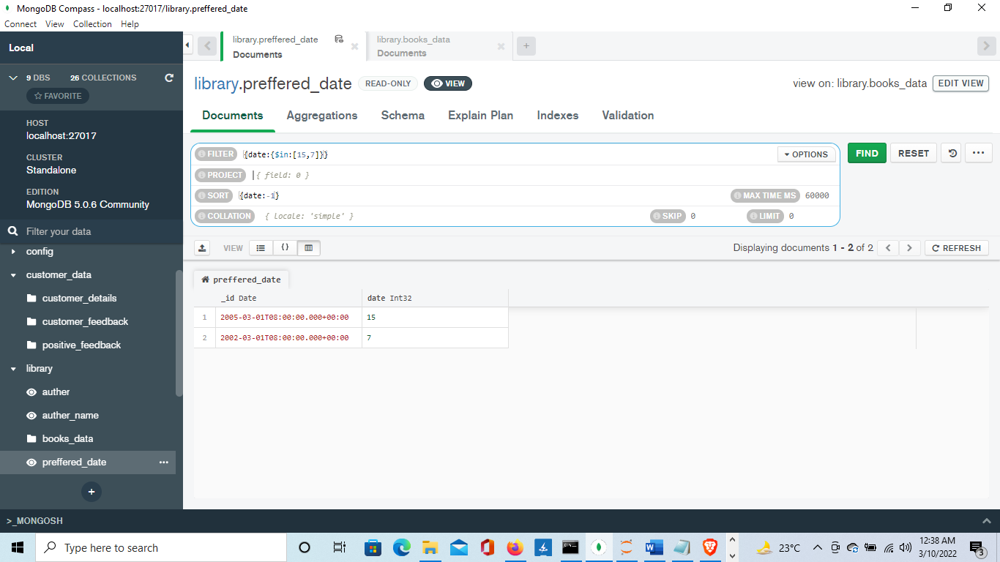 MongoDB Compass - localhost:27017/library.preffered_date
Connect View Collection Help
Local
9 DBS 26 COLLECTIONS
FAVORITE
HOST
localhost:27017
CLUSTER
Standalone
EDITION
MongoDB 5.0.6 Community
Filter your data
config
customer_data
customer_details
customer_feedback
positive_feedback
library
auther
auther_name
books_data
preffered_date
library.preffered_date
Documents
library.books_data
Documents
library.preffered_date READ-ONLY VIEW
view on: library.books_data EDIT VIEW
Documents Aggregations Schema Explain Plan Indexes Validation
FILTER {date:{$in:[15,7]}} OPTIONS
FIND RESET
PROJECT { field: 0 }
SORT {date:-1} MAX TIME MS 60000
COLLATION { locale: 'simple' } SKIP 0 LIMIT 0
VIEW {} Displaying documents 1 - 2 of 2 REFRESH
preffered_date
_id Date date Int32
1 2005-03-01T08:00:00.000+00:00 15
2 2002-03-01T08:00:00.000+00:00 7
>_MONGOSH
Type here to search
23°C
12:38 AM
3/10/2022
3